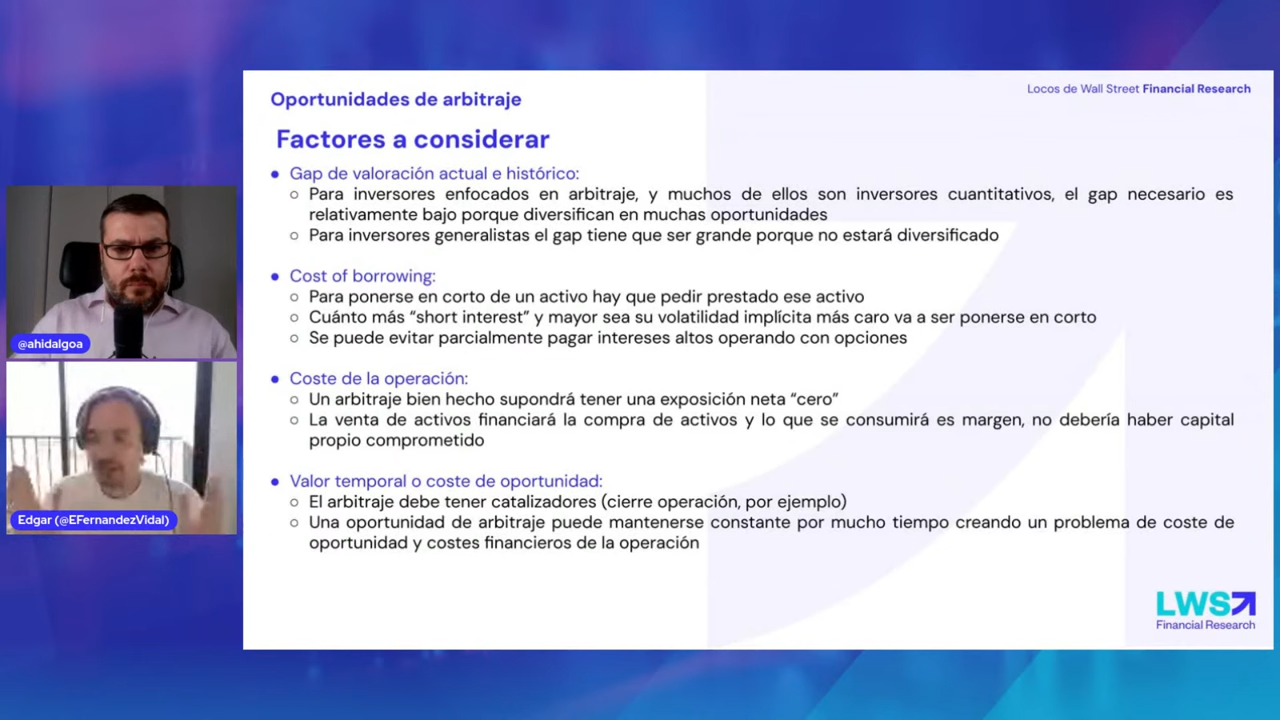 Oportunidades de arbitraje
Locos de Wall Street Financial Research
Factores a considerar
● Gap de valoración actual e histórico:
○ Para inversores enfocados en arbitraje, y muchos de ellos son inversores cuantitativos, el gap necesario es
relativamente bajo porque diversifican en muchas oportunidades
○ Para inversores generalistas el gap tiene que ser grande porque no estará diversificado
● Cost of borrowing:
○ Para ponerse en corto de un activo hay que pedir prestado ese activo
○ Cuánto más “short interest” y mayor sea su volatilidad implícita más caro va a ser ponerse en corto
○ Se puede evitar parcialmente pagar intereses altos operando con opciones
● Coste de la operación:
○ Un arbitraje bien hecho supondrá tener una exposición neta “cero”
○ La venta de activos financiará la compra de activos y lo que se consumirá es margen, no debería haber capital
propio comprometido
● Valor temporal o coste de oportunidad:
○ El arbitraje debe tener catalizadores (cierre operación, por ejemplo)
○ Una oportunidad de arbitraje puede mantenerse constante por mucho tiempo creando un problema de coste de
oportunidad y costes financieros de la operación
@ahidalgoa
Edgar (@EFernandezVidal)
LWS
Financial Research